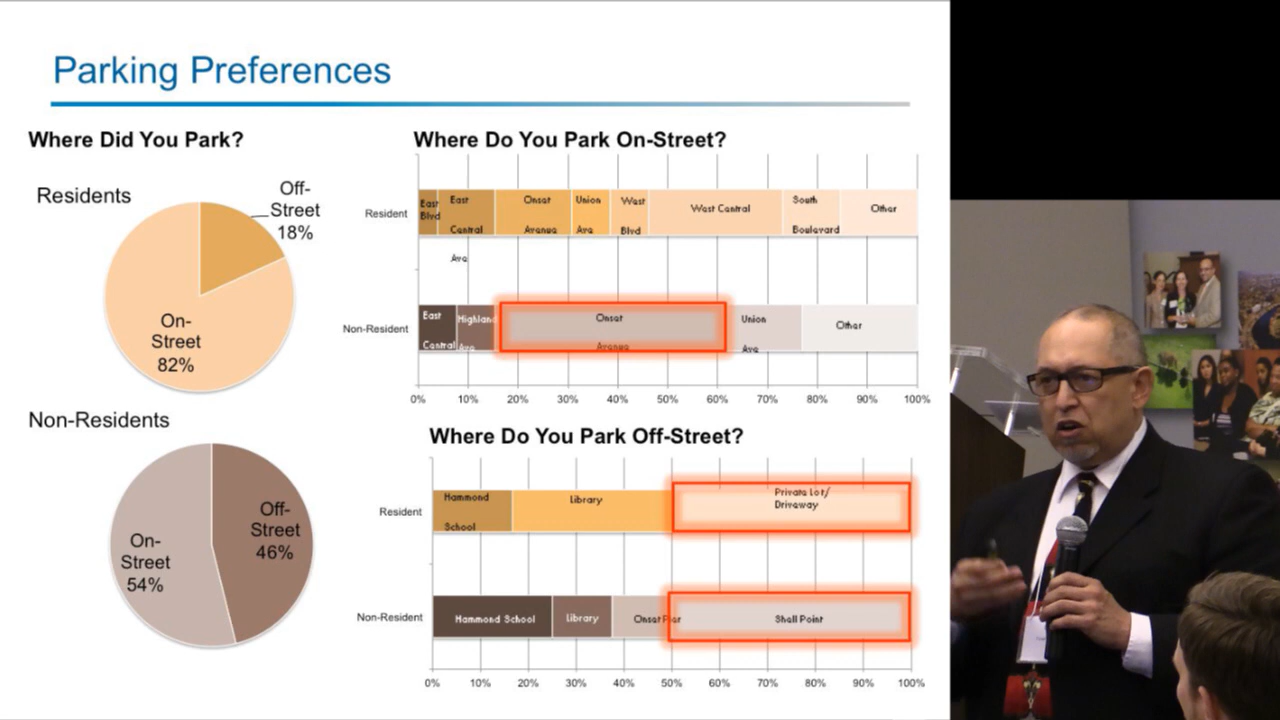 Parking Preferences
Where Did You Park?
Residents
Off-
Street
18%
On-
Street
82%
Non-Residents
On-
Street
54%
Off-
Street
46%
Where Do You Park On-Street?
Resident
East
Blvd
East
Central
Ave
Onset
Avenue
Union
Ave
West
Blvd
West Central
South
Boulevard
Other
Non-Resident
East
Central
Highland
Ave
Onset
Avenue
Union
Ave
Other
0% 10% 20% 30% 40% 50% 60% 70% 80% 90% 100%
Where Do You Park Off-Street?
Resident
Hammond
School
Library
Private Lot/
Driveway
Non-Resident
Hammond School
Library
Onset Pier
Shell Point
0% 10% 20% 30% 40% 50% 60% 70% 80% 90% 100%